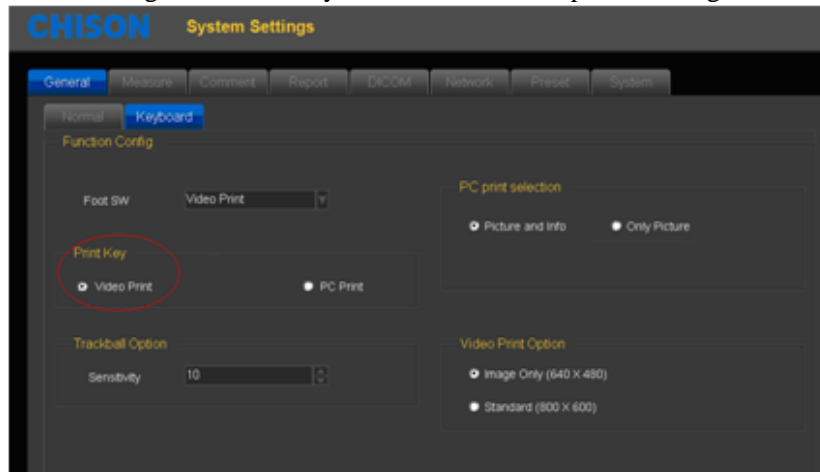 CHISON System Settings
General Measure Comment Report DICOM Network Preset System
Normal Keyboard
Function Config
Foot SW Video Print
PC print selection
Picture and Info Only Picture
Print Key
Video Print PC Print
Trackball Option
Sensitivity 10
Video Print Option
Image Only (640 X 480)
Standard (800 X 600)